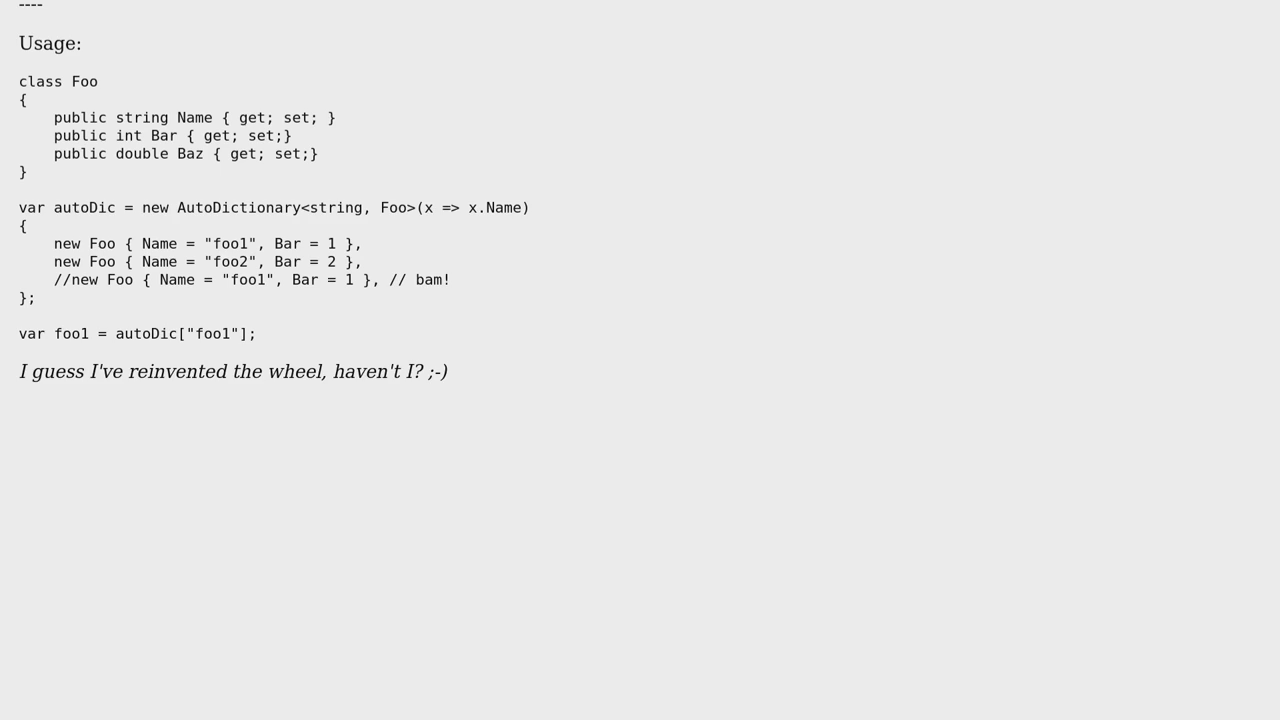 ----
Usage:
class Foo
{
    public string Name { get; set; }
    public int Bar { get; set;}
    public double Baz { get; set;}
}
var autoDic = new AutoDictionary<string, Foo>(x => x.Name)
{
    new Foo { Name = "foo1", Bar = 1 },
    new Foo { Name = "foo2", Bar = 2 },
    //new Foo { Name = "foo1", Bar = 1 }, // bam!
};
var foo1 = autoDic["foo1"];
I guess I've reinvented the wheel, haven't I? ;-)